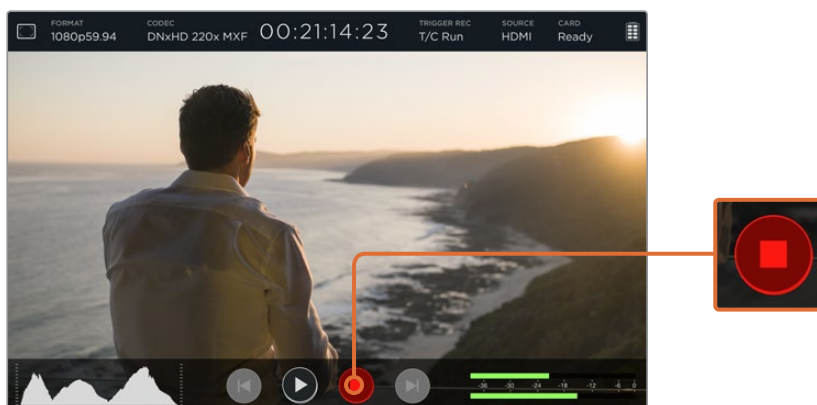 FORMAT
1080p59.94
CODEC
DNxHD 220x MXF
00:21:14:23
TRIGGER REC
T/C Run
SOURCE
HDMI
CARD
Ready
-36 -30 -24 -18 -12 -6 0